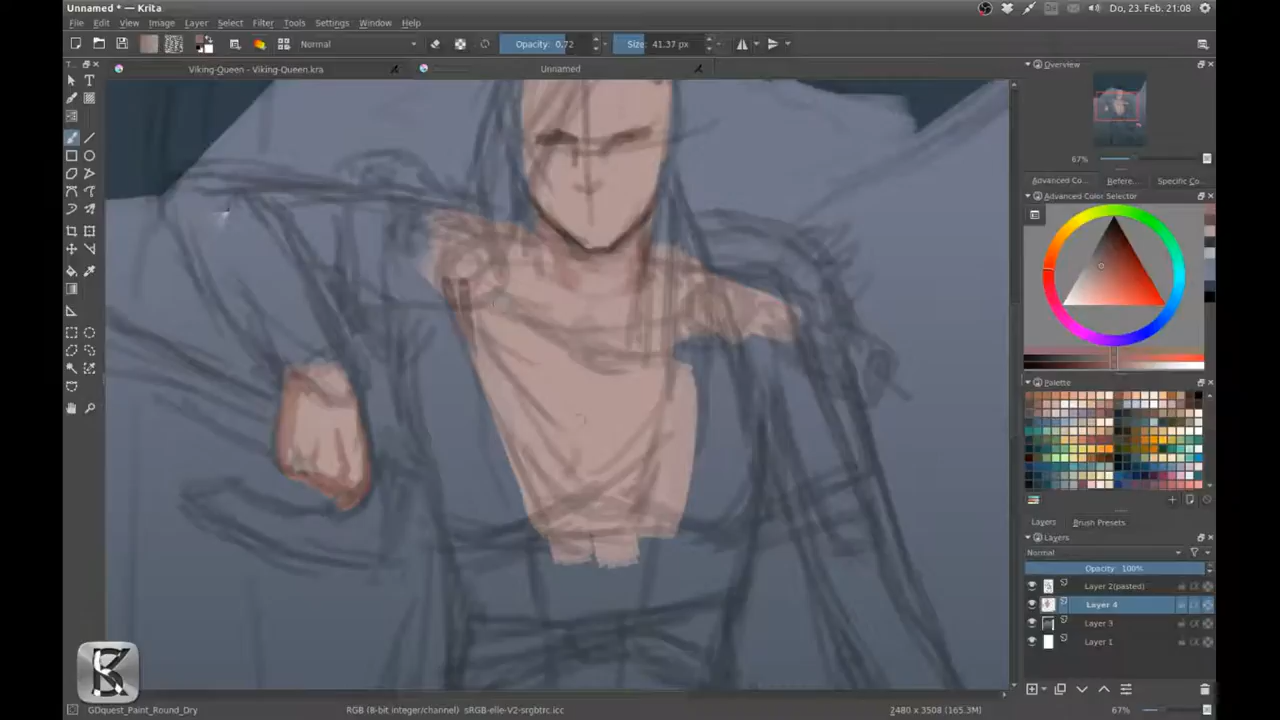 Unnamed * — Krita
Do, 23. Feb. 21:08
File Edit View Image Layer Select Filter Tools Settings Window Help
Normal
Opacity: 0.72
Size: 41.37 px
T...
Viking-Queen - Viking-Queen.kra
Unnamed
Overview
67%
Advanced Co...
Refere...
Specific Co...
Advanced Color Selector
Palette
Layers
Brush Presets
Layers
Normal
Opacity: 100%
Layer 2(pasted)
Layer 4
Layer 3
Layer 1
K
GDquest_Paint_Round_Dry
RGB (8-bit integer/channel) sRGB-elle-V2-srgbtrc.icc
2480 x 3508 (165.3M)
67%